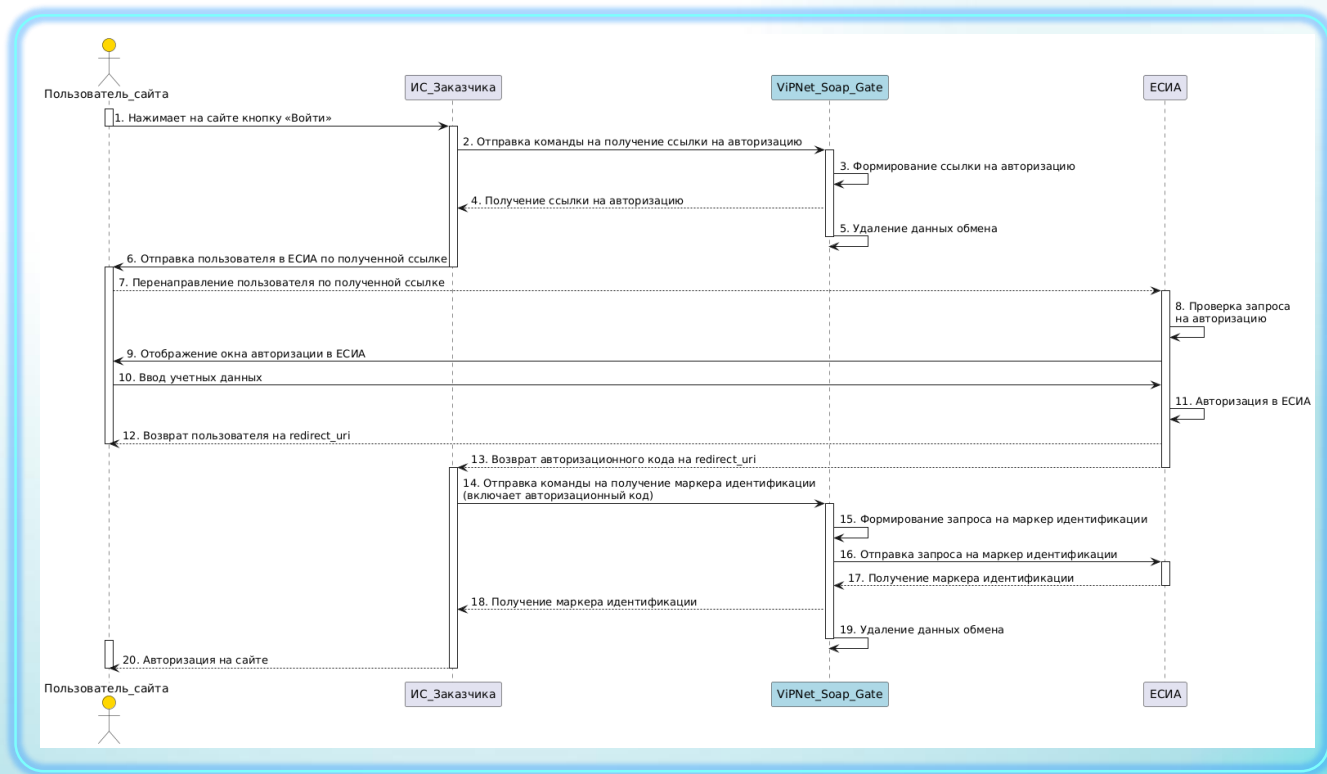 Пользователь_сайта
ИС_Заказчика
ViPNet_Soap_Gate
ЕСИА
1. Нажимает на сайте кнопку «Войти»
2. Отправка команды на получение ссылки на авторизацию
3. Формирование ссылки на авторизацию
4. Получение ссылки на авторизацию
5. Удаление данных обмена
6. Отправка пользователя в ЕСИА по полученной ссылке
7. Перенаправление пользователя по полученной ссылке
8. Проверка запроса
на авторизацию
9. Отображение окна авторизации в ЕСИА
10. Ввод учетных данных
11. Авторизация в ЕСИА
12. Возврат пользователя на redirect_uri
13. Возврат авторизационного кода на redirect_uri
14. Отправка команды на получение маркера идентификации
(включает авторизационный код)
15. Формирование запроса на маркер идентификации
16. Отправка запроса на маркер идентификации
17. Получение маркера идентификации
18. Получение маркера идентификации
19. Удаление данных обмена
20. Авторизация на сайте
Пользователь_сайта
ИС_Заказчика
ViPNet_Soap_Gate
ЕСИА